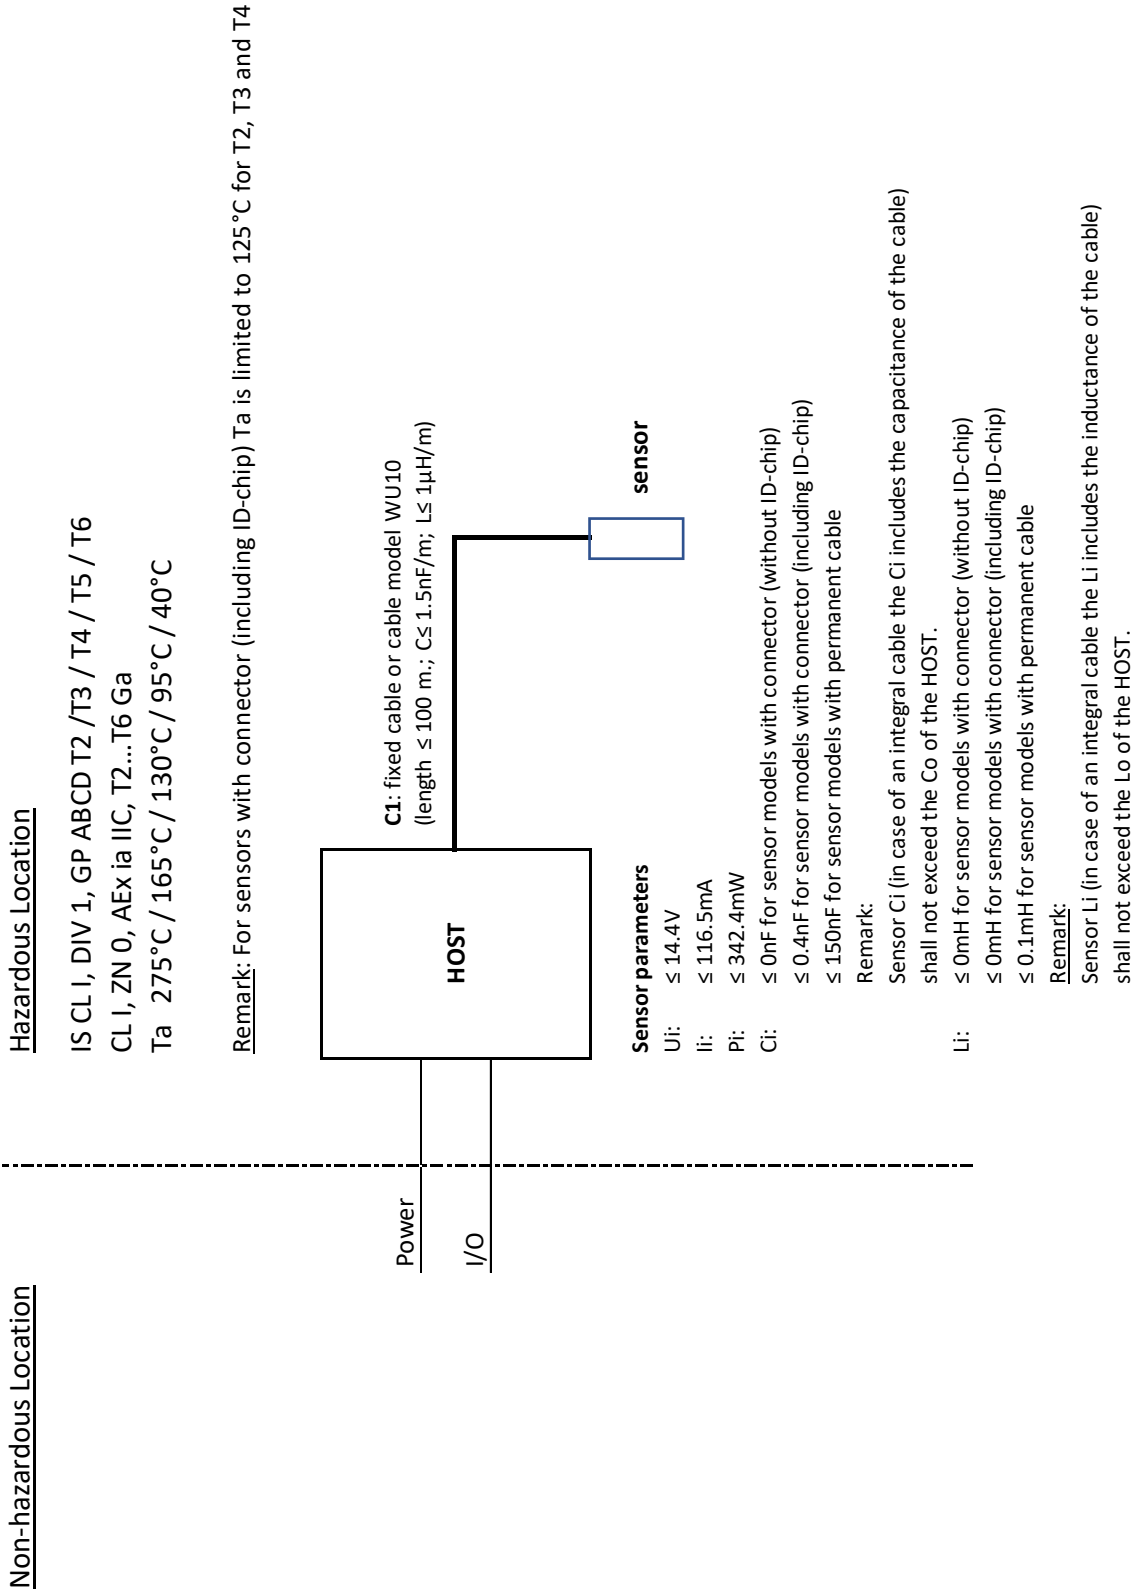 Non-hazardous Location
Hazardous Location
IS CL I, DIV 1, GP ABCD T2 /T3 / T4 / T5 / T6
CL I, ZN 0, AEx ia IIC, T2...T6 Ga
Ta 275°C / 165°C / 130°C / 95°C / 40°C
Remark: For sensors with connector (including ID-chip) Ta is limited to 125°C for T2, T3 and T4
Power
I/O
HOST
C1: fixed cable or cable model WU10
(length ≤ 100 m.; C≤ 1.5nF/m; L≤ 1µH/m)
sensor
Sensor parameters
Ui: ≤ 14.4V
Ii: ≤ 116.5mA
Pi: ≤ 342.4mW
Ci: ≤ 0nF for sensor models with connector (without ID-chip)
≤ 0.4nF for sensor models with connector (including ID-chip)
≤ 150nF for sensor models with permanent cable
Remark:
Sensor Ci (in case of an integral cable the Ci includes the capacitance of the cable)
shall not exceed the Co of the HOST.
Li: ≤ 0mH for sensor models with connector (without ID-chip)
≤ 0mH for sensor models with connector (including ID-chip)
≤ 0.1mH for sensor models with permanent cable
Remark:
Sensor Li (in case of an integral cable the Li includes the inductance of the cable)
shall not exceed the Lo of the HOST.